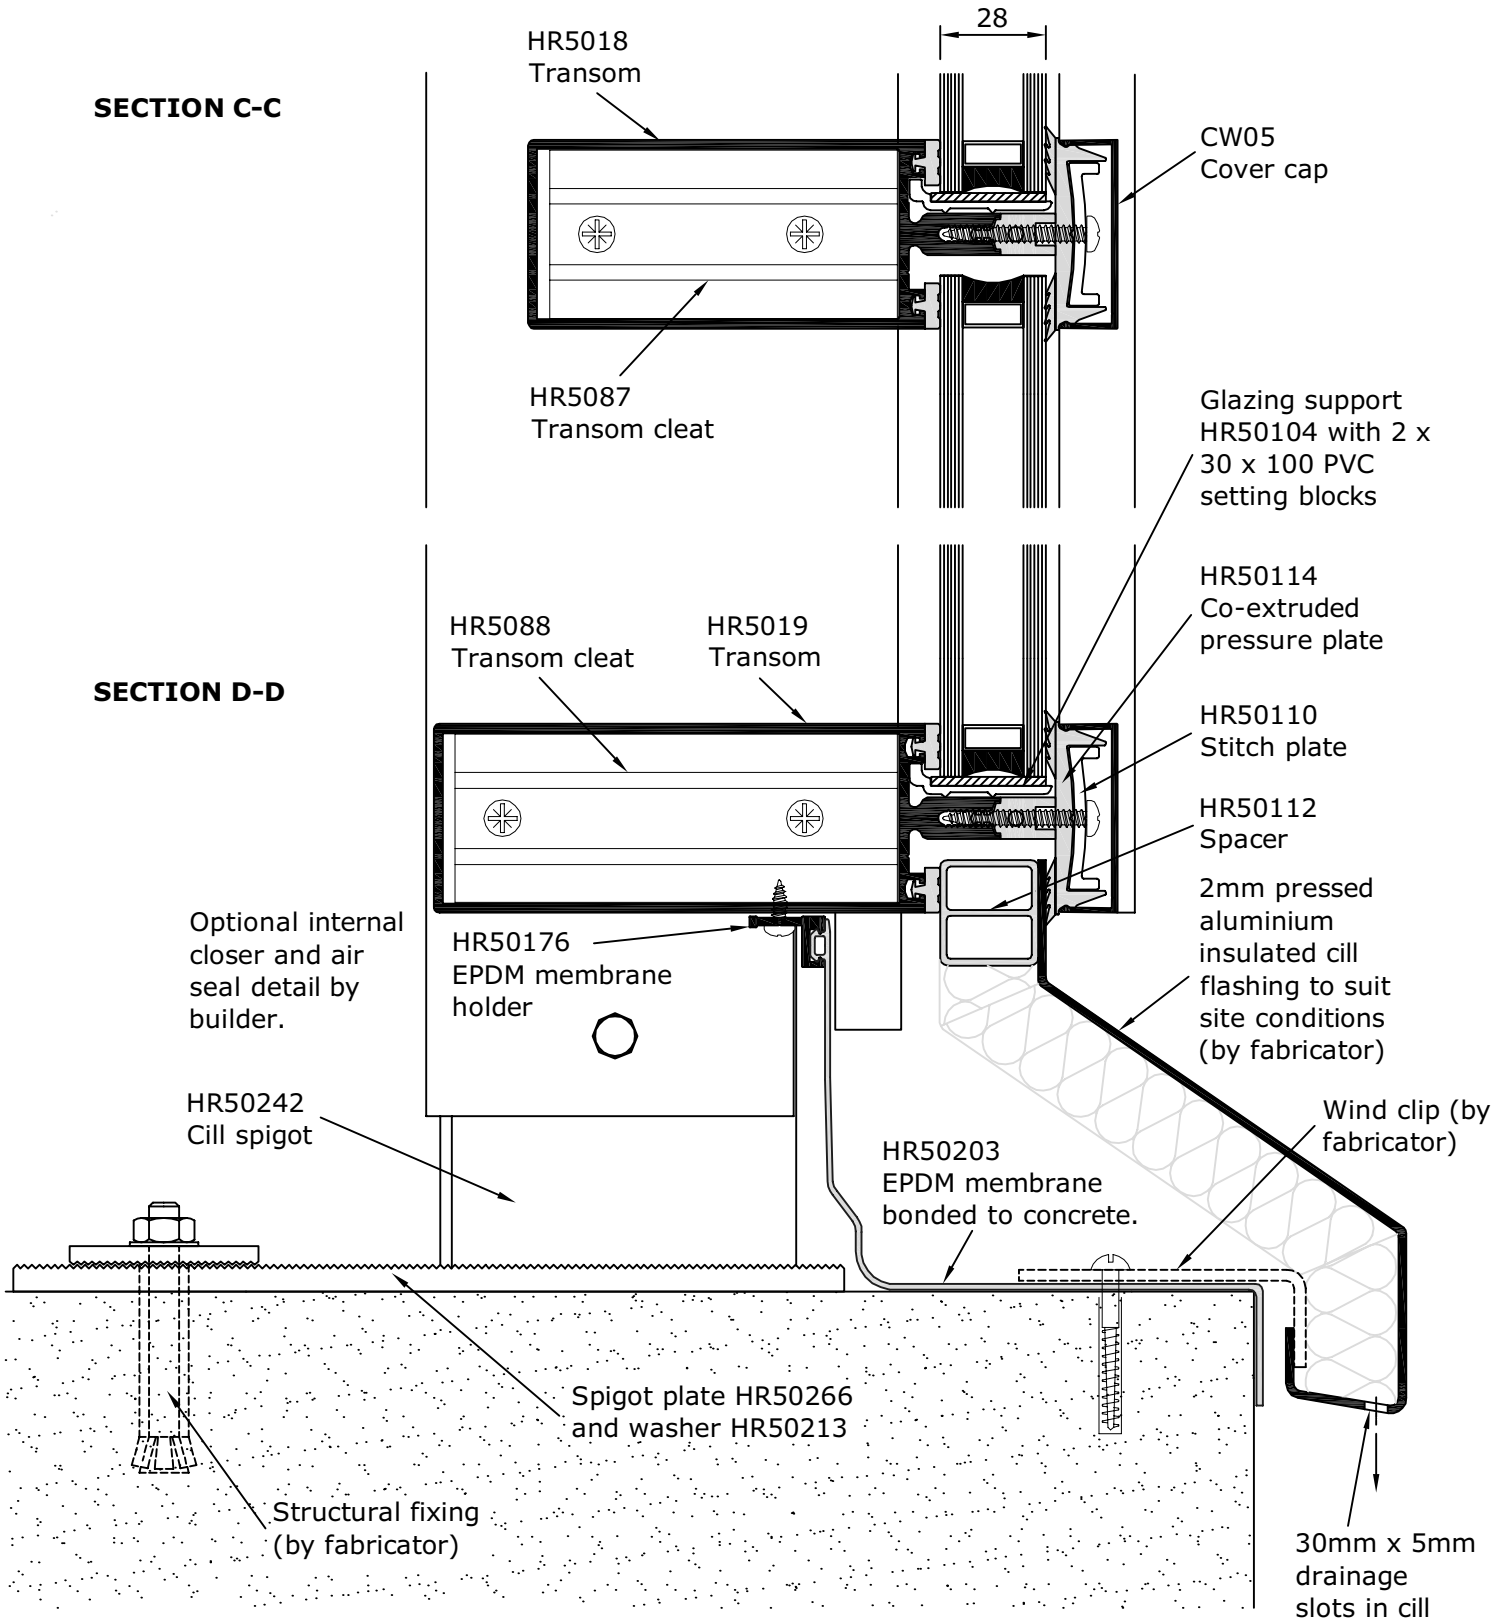 28
HR5018
Transom
SECTION C-C
CW05
Cover cap
HR5087
Transom cleat
Glazing support
HR50104 with 2 x
30 x 100 PVC
setting blocks
HR50114
Co-extruded
pressure plate
HR5088
Transom cleat
HR5019
Transom
SECTION D-D
HR50110
Stitch plate
HR50112
Spacer
2mm pressed
aluminium
insulated cill
flashing to suit
site conditions
(by fabricator)
Optional internal
closer and air
seal detail by
builder.
HR50176
EPDM membrane
holder
HR50242
Cill spigot
Wind clip (by
fabricator)
HR50203
EPDM membrane
bonded to concrete.
Spigot plate HR50266
and washer HR50213
Structural fixing
(by fabricator)
30mm x 5mm
drainage
slots in cill